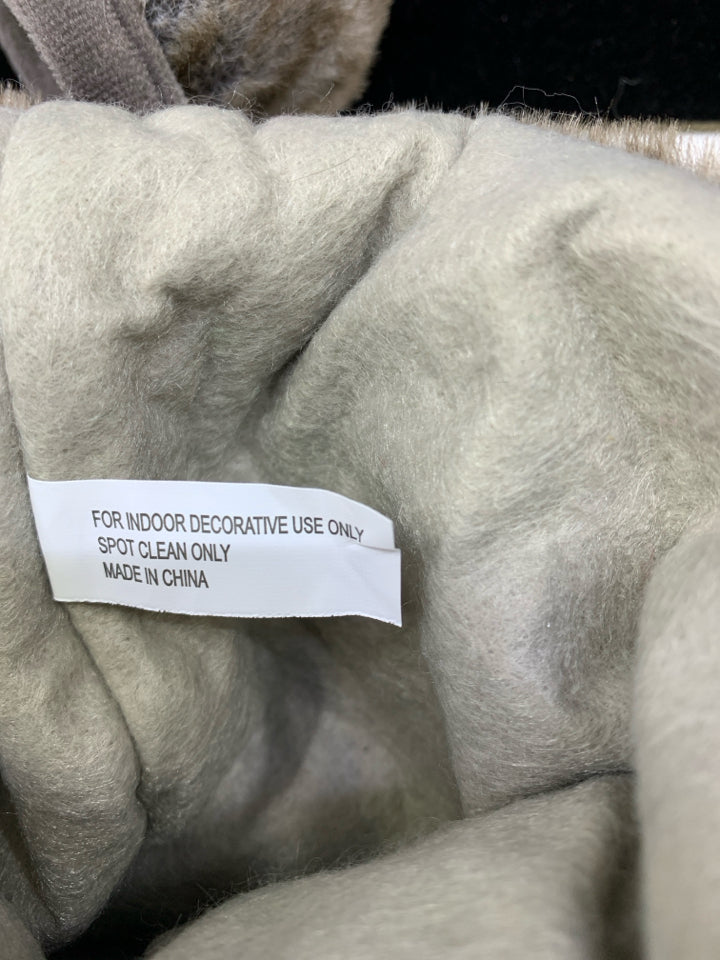 FOR INDOOR DECORATIVE USE ONLY
SPOT CLEAN ONLY
MADE IN CHINA